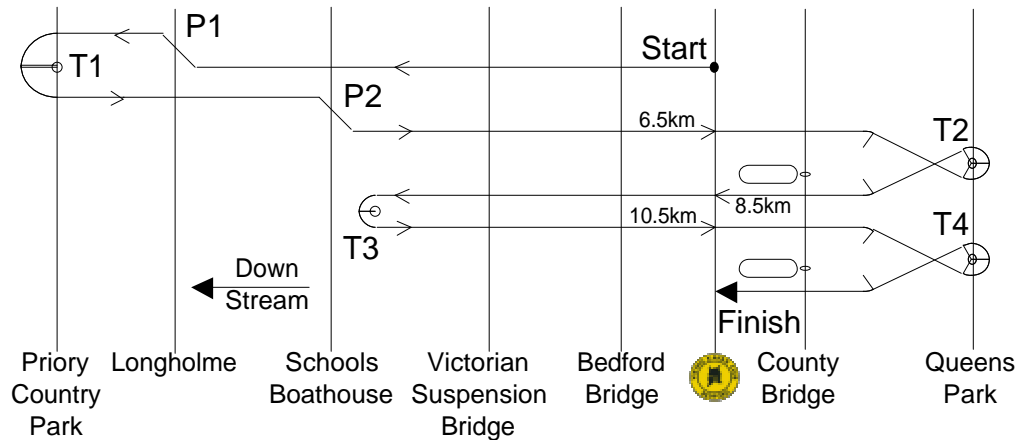 P1
Start
T1
P2
6.5km
T2
8.5km
10.5km
T3
T4
Down
Stream
Finish
Priory
Country
Park
Longholme
Schools
Boathouse
Victorian
Suspension
Bridge
Bedford
Bridge
County
Bridge
Queens
Park